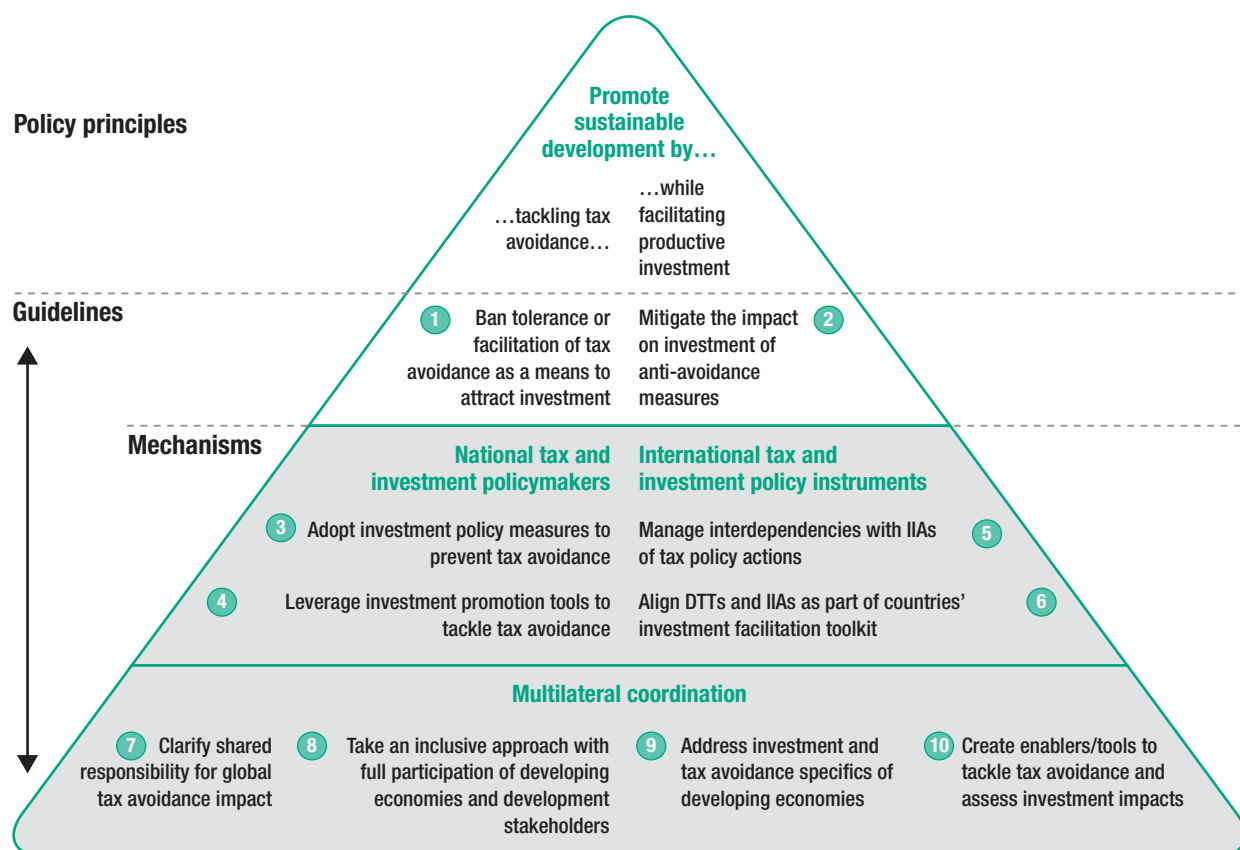 Policy principles
Promote
sustainable
development by…
…tackling tax
avoidance…
…while
facilitating
productive
investment
Guidelines
1
Ban tolerance or
facilitation of tax
avoidance as a means to
attract investment
Mitigate the impact
on investment of
anti-avoidance
measures
2
Mechanisms
National tax and
investment policymakers
International tax and
investment policy instruments
3
Adopt investment policy measures to
prevent tax avoidance
Manage interdependencies with IIAs
of tax policy actions
5
4
Leverage investment promotion tools to
tackle tax avoidance
Align DTTs and IIAs as part of countries’
investment facilitation toolkit
6
Multilateral coordination
7
Clarify shared
responsibility for global
tax avoidance impact
8
Take an inclusive approach with
full participation of developing
economies and development
stakeholders
9
Address investment and
tax avoidance specifics of
developing economies
10
Create enablers/tools to
tackle tax avoidance and
assess investment impacts